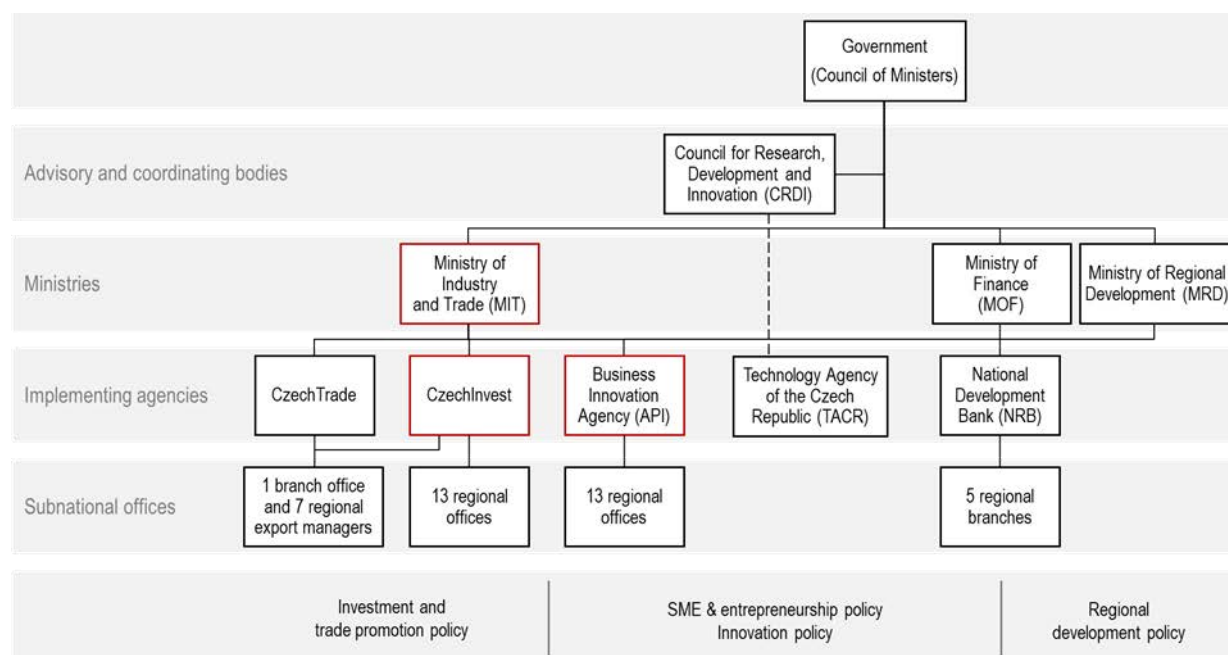 Government
(Council of Ministers)
Advisory and coordinating bodies
Council for Research,
Development and
Innovation (CRDI)
Ministries
Ministry of
Industry
and Trade (MIT)
Ministry of
Finance
(MOF)
Ministry of Regional
Development (MRD)
Implementing agencies
CzechTrade
CzechInvest
Business
Innovation
Agency (API)
Technology Agency
of the Czech
Republic (TACR)
National
Development
Bank (NRB)
Subnational offices
1 branch office
and 7 regional
export managers
13 regional
offices
13 regional
offices
5 regional
branches
Investment and
trade promotion policy
SME & entrepreneurship policy
Innovation policy
Regional
development policy